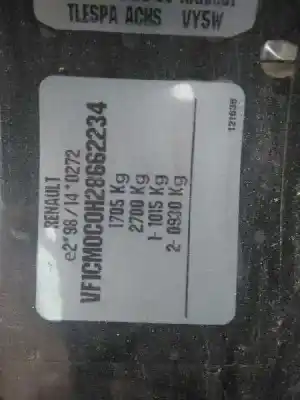 TLESPA ACHS VY5W
RENAULT
e2*98/14*0272
VF1CM0C0H28662234
1705 Kg
2700 Kg
1- 1015 Kg
2- 0930 Kg
121636